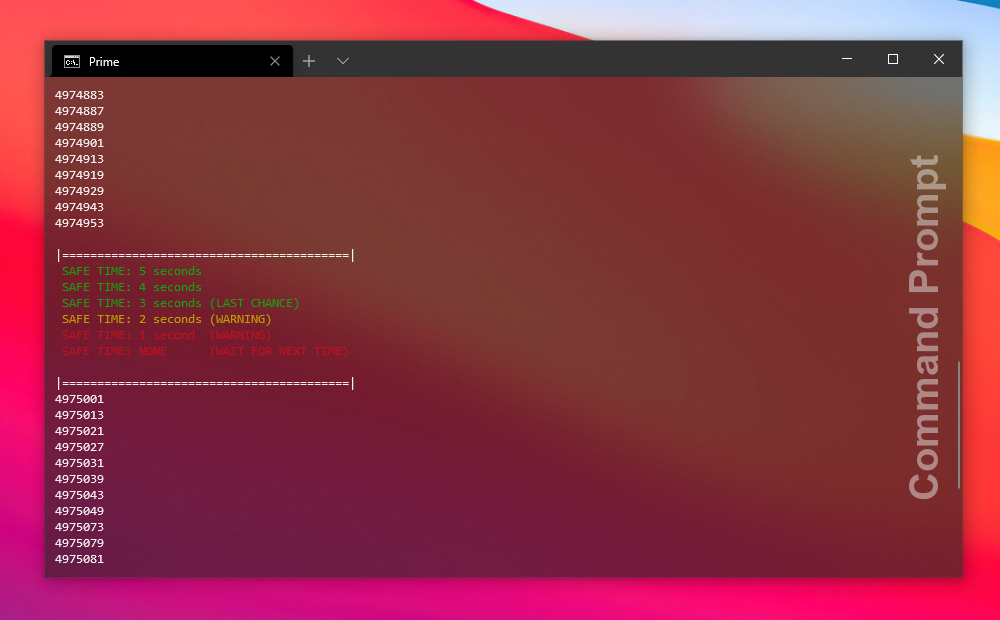 Prime
4974883
4974887
4974889
4974901
4974913
4974919
4974929
4974943
4974953
|=========================================|
SAFE TIME: 5 seconds
SAFE TIME: 4 seconds
SAFE TIME: 3 seconds (LAST CHANCE)
SAFE TIME: 2 seconds (WARNING)
SAFE TIME: 1 second  (WARNING)
SAFE TIME: NONE      (WAIT FOR NEXT TIME)
|=========================================|
4975001
4975013
4975021
4975027
4975031
4975039
4975043
4975049
4975073
4975079
4975081
Command Prompt